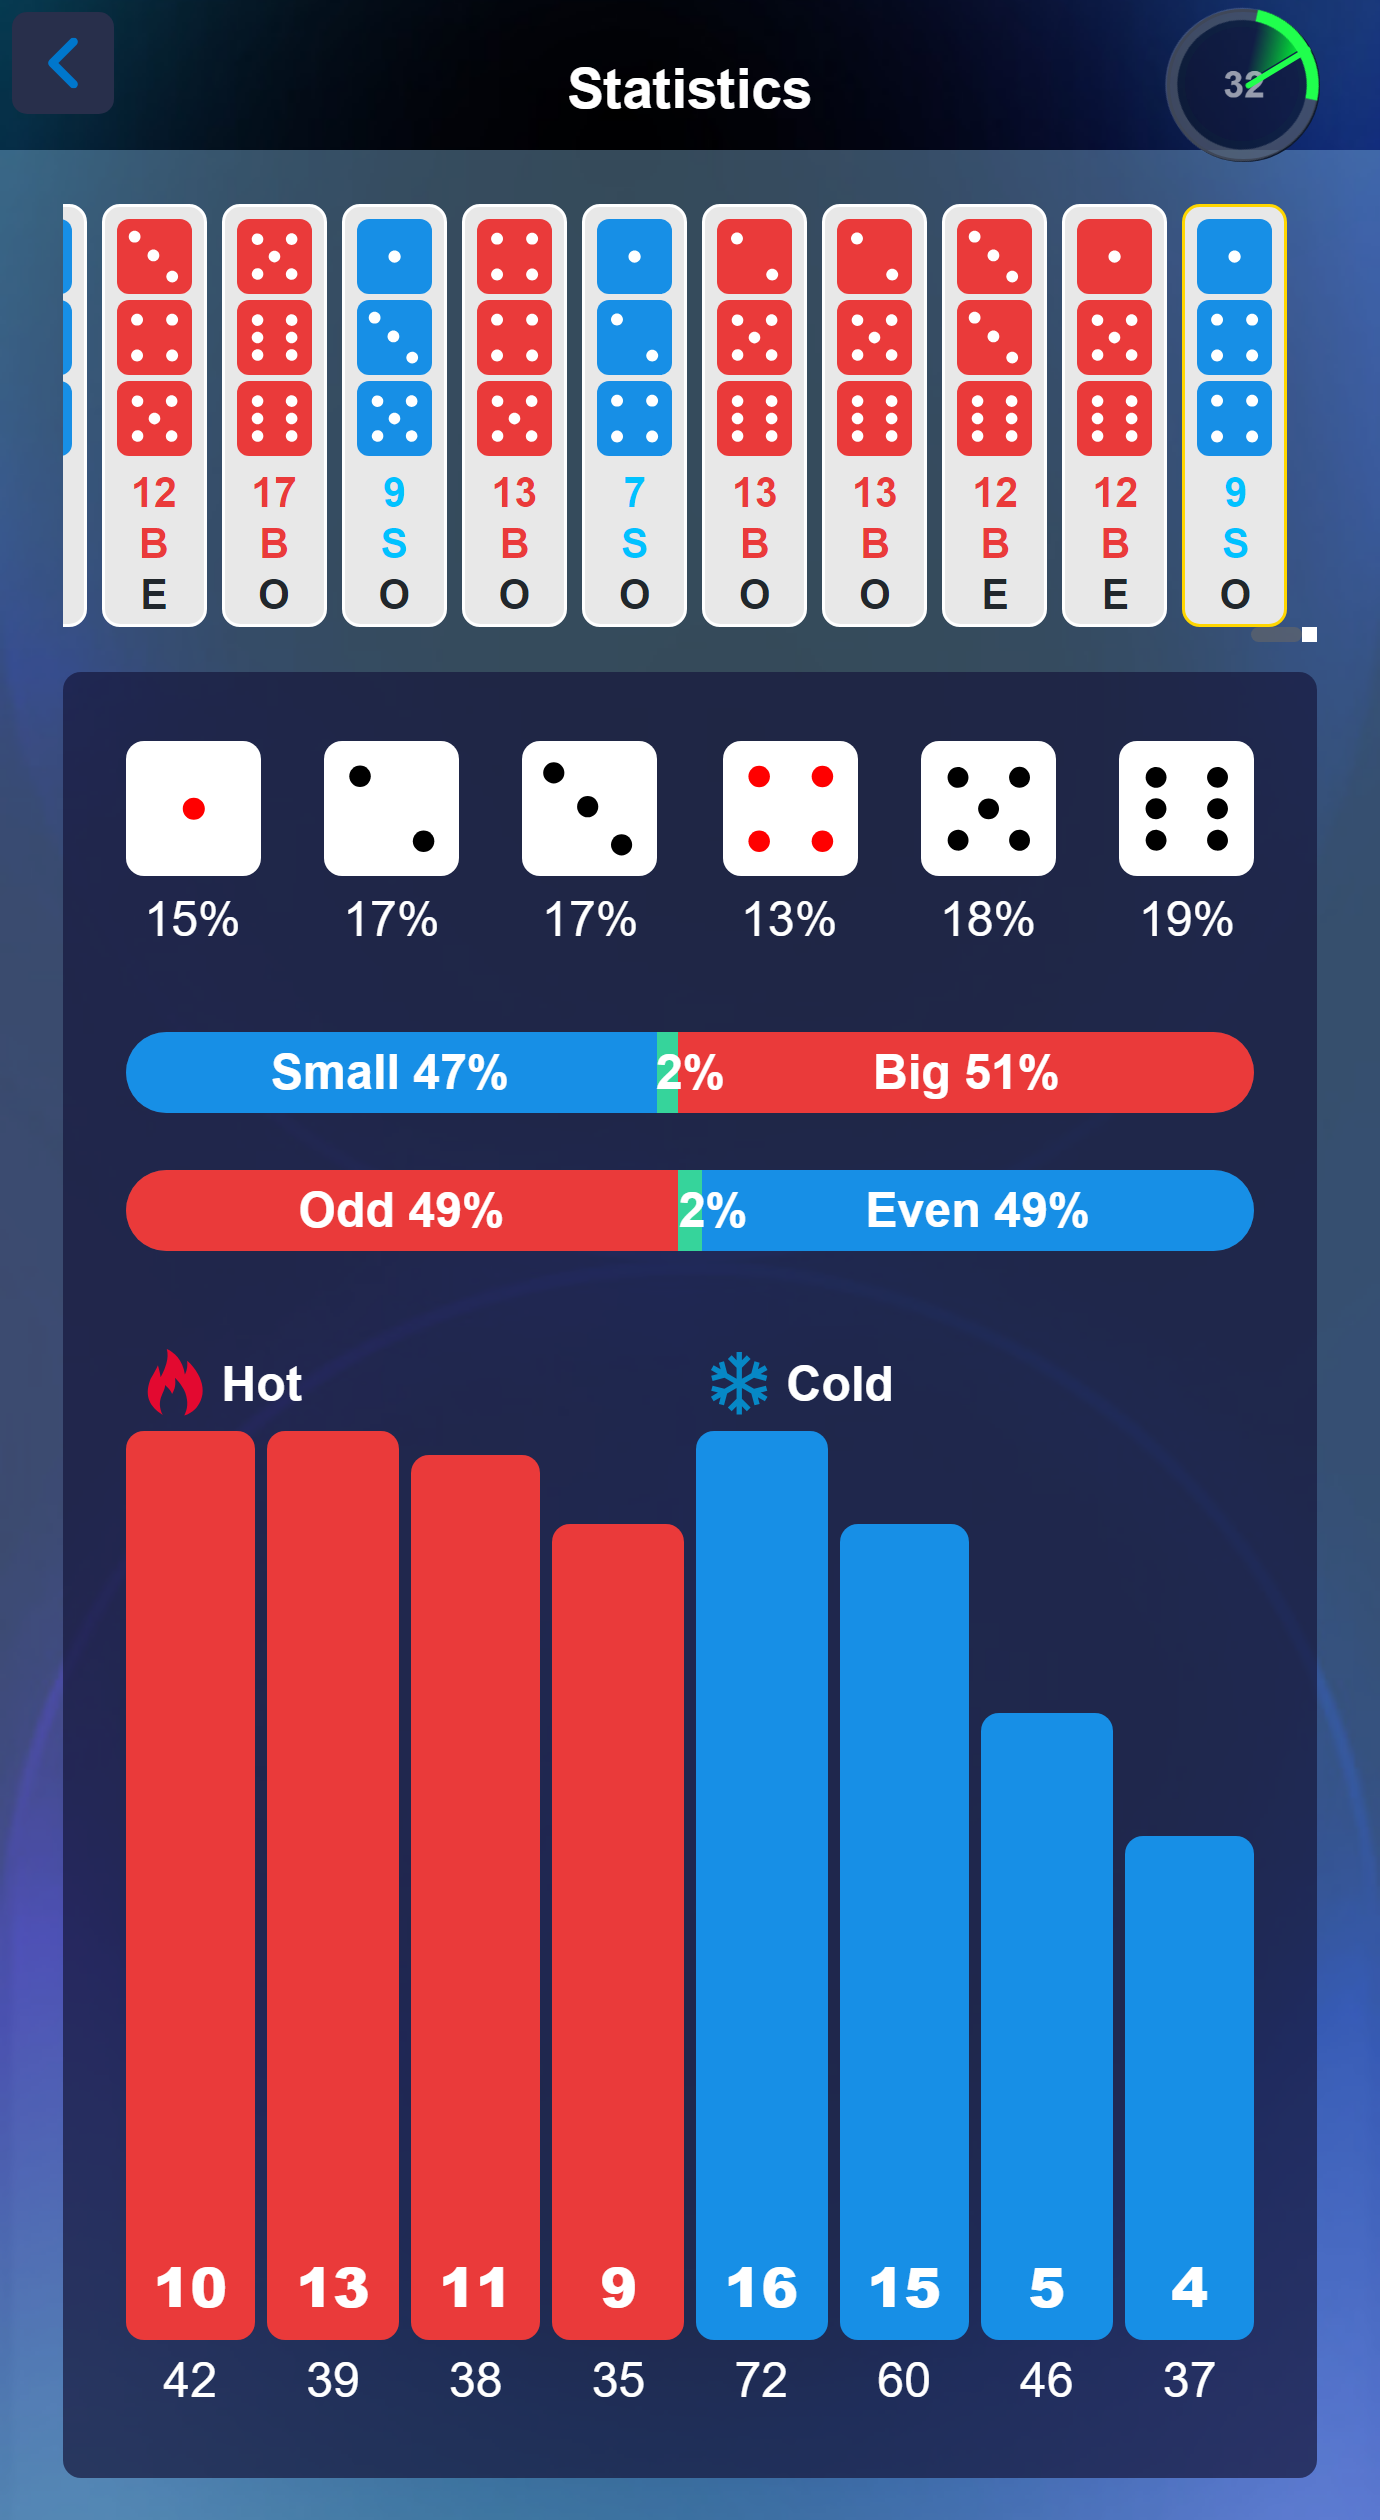 Statistics
32
12 17 9 13 7 13 13 12 12 9
B B S B S B B B B S
E O O O O O O E E O
15% 17% 17% 13% 18% 19%
Small 47% 2% Big 51%
Odd 49% 2% Even 49%
Hot Cold
10 13 11 9 16 15 5 4
42 39 38 35 72 60 46 37